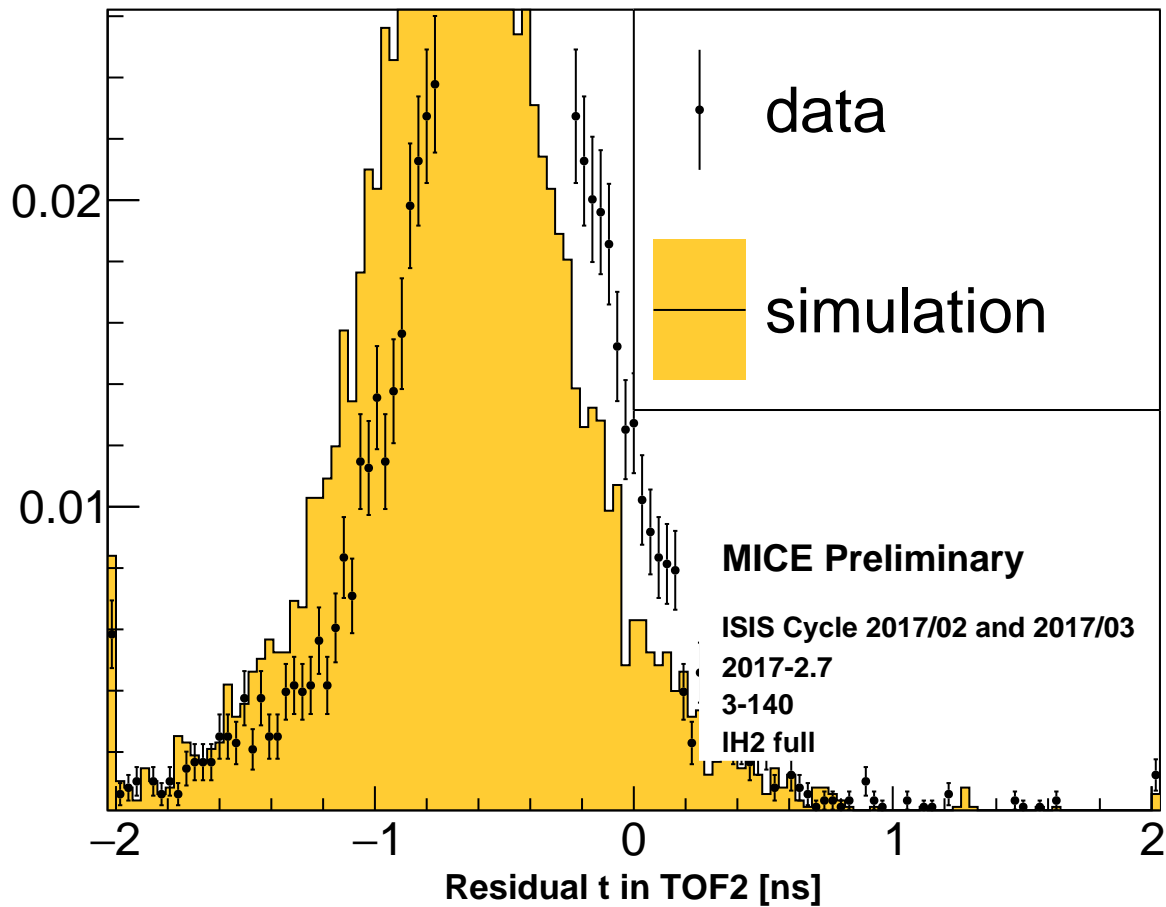 data
simulation
0.02
0.01
MICE Preliminary
ISIS Cycle 2017/02 and 2017/03
2017-2.7
3-140
lH2 full
−2 −1 0 1 2
Residual t in TOF2 [ns]